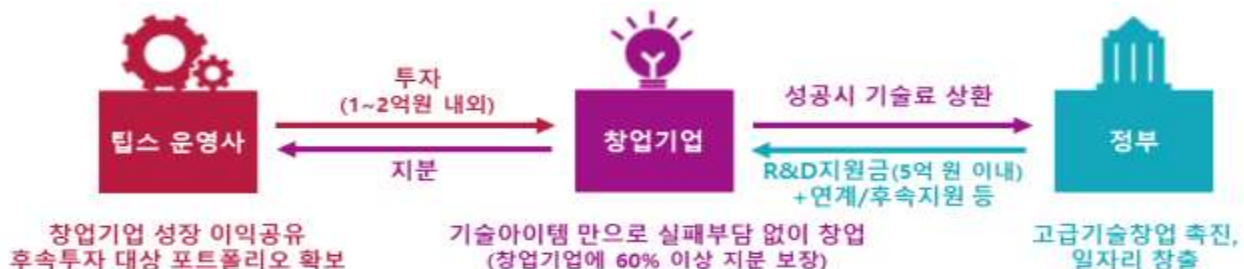 투자
(1~2억원 내외)
팁스 운영사
지분
창업기업
성공시 기술료 상환
R&D지원금(5억 원 이내)
+연계/후속지원 등
정부
창업기업 성장 이익공유
후속투자 대상 포트폴리오 확보
기술아이템 만으로 실패부담 없이 창업
(창업기업에 60% 이상 지분 보장)
고급기술창업 촉진,
일자리 창출